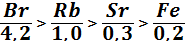 Br/4,2 > Rb/1,0 > Sr/0,3 > Fe/0,2